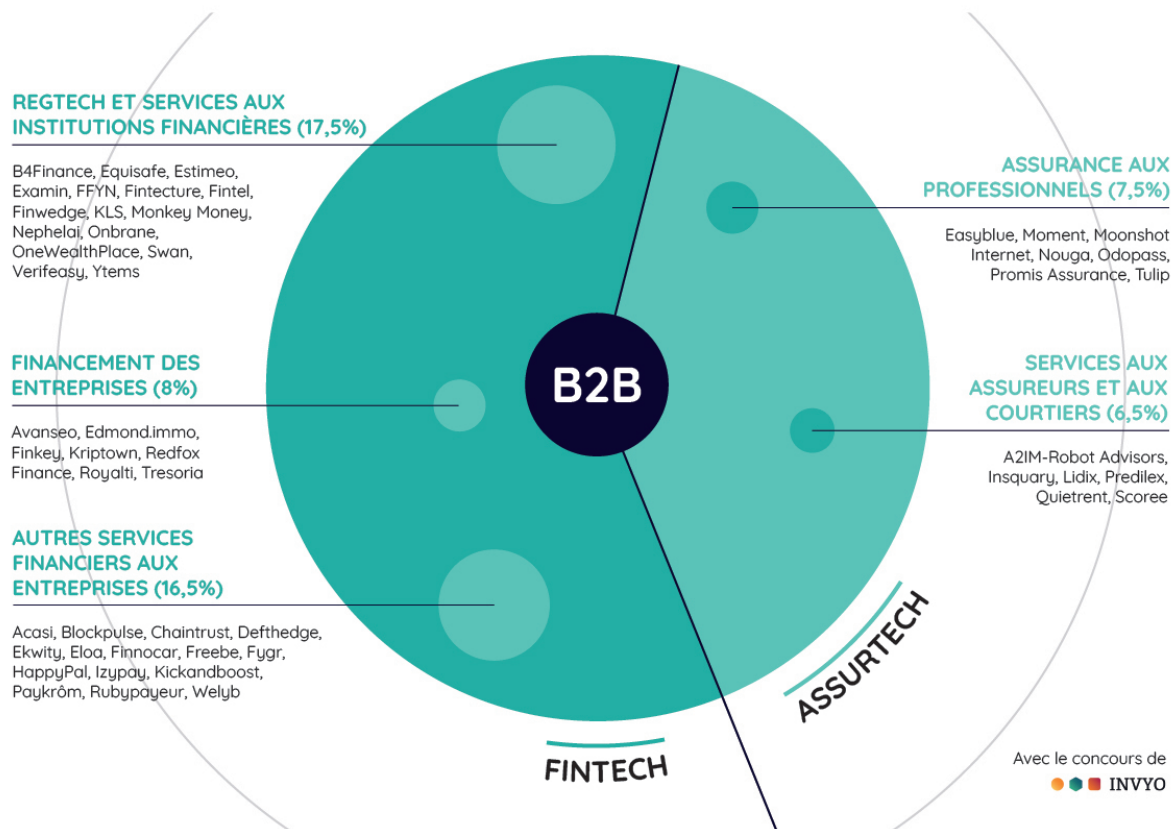 REGTECH ET SERVICES AUX
INSTITUTIONS FINANCIÈRES (17,5%)
B4Finance, Equisafe, Estimeo,
Examin, FFYN, Fintecture, Fintel,
Finwedge, KLS, Monkey Money,
Nephelai, Onbrane,
OneWealthPlace, Swan,
Verifeasy, Ytems
FINANCEMENT DES
ENTREPRISES (8%)
Avanseo, Edmond.immo,
Finkey, Kriptown, Redfox
Finance, Royalti, Tresoria
AUTRES SERVICES
FINANCIERS AUX
ENTREPRISES (16,5%)
Acasi, Blockpulse, Chaintrust, Defthedge,
Ekwity, Eloa, Finnocar, Freebe, Fygr,
HappyPal, Izypay, Kickandboost,
Paykrôm, Rubypayeur, Welyb
B2B
ASSURANCE AUX
PROFESSIONNELS (7,5%)
Easyblue, Moment, Moonshot
Internet, Nouga, Odopass,
Promis Assurance, Tulip
SERVICES AUX
ASSUREURS ET AUX
COURTIERS (6,5%)
A2IM-Robot Advisors,
Insquary, Lidix, Predilex,
Quietrent, Scoree
ASSURTECH
FINTECH
Avec le concours de
INVYO